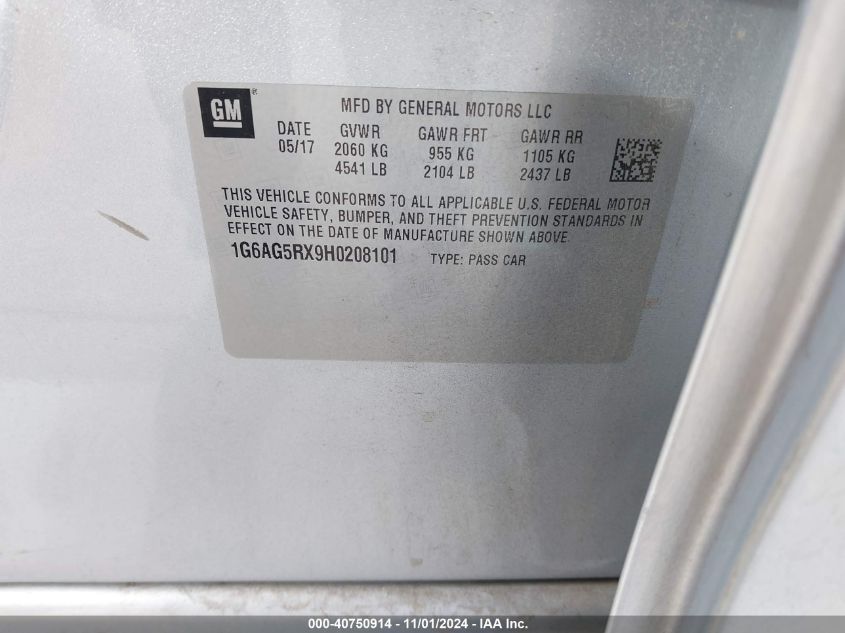 GM ®
MFD BY GENERAL MOTORS LLC
DATE GVWR GAWR FRT GAWR RR
05/17 2060 KG 955 KG 1105 KG
4541 LB 2104 LB 2437 LB
THIS VEHICLE CONFORMS TO ALL APPLICABLE U.S. FEDERAL MOTOR
VEHICLE SAFETY, BUMPER, AND THEFT PREVENTION STANDARDS IN
EFFECT ON THE DATE OF MANUFACTURE SHOWN ABOVE.
1G6AG5RX9H0208101 TYPE: PASS CAR
000-40750914 - 11/01/2024 - IAA Inc.